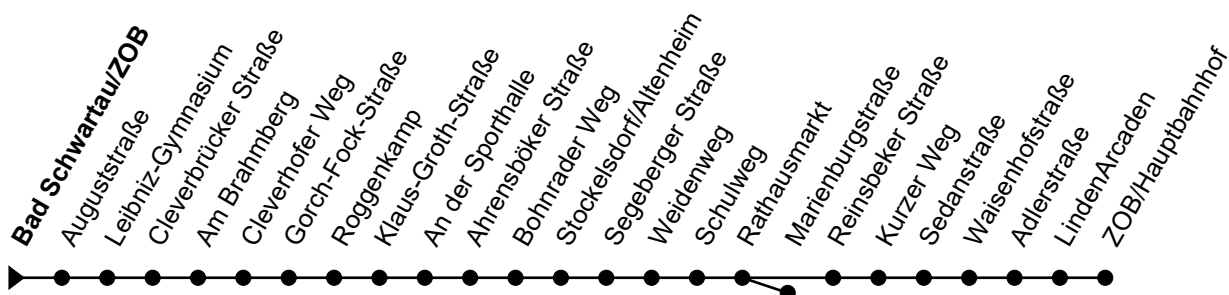 Bad Schwartau/ZOB
Auguststraße
Leibniz-Gymnasium
Cleverbrücker Straße
Am Brahmberg
Cleverhofer Weg
Gorch-Fock-Straße
Roggenkamp
Klaus-Groth-Straße
An der Sporthalle
Ahrensböker Straße
Bohnrader Weg
Stockelsdorf/Altenheim
Segeberger Straße
Weidenweg
Schulweg
Rathausmarkt
Marienburgstraße
Reinsbeker Straße
Kurzer Weg
Sedanstraße
Waisenhofstraße
Adlerstraße
LindenArcaden
ZOB/Hauptbahnhof